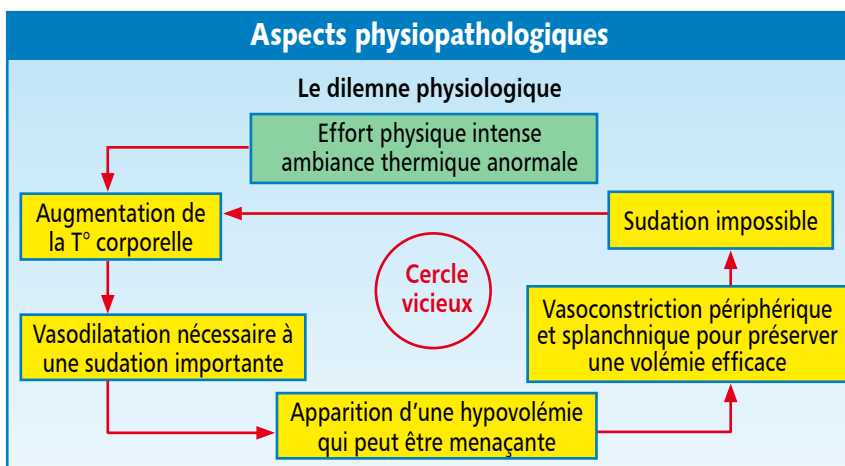 Aspects physiopathologiques
Le dilemne physiologique
Effort physique intense
ambiance thermique anormale
Augmentation de
la T° corporelle
Sudation impossible
Cercle
vicieux
Vasodilatation nécessaire à
une sudation importante
Vasoconstriction périphérique
et splanchnique pour préserver
une volémie efficace
Apparition d'une hypovolémie
qui peut être menaçante